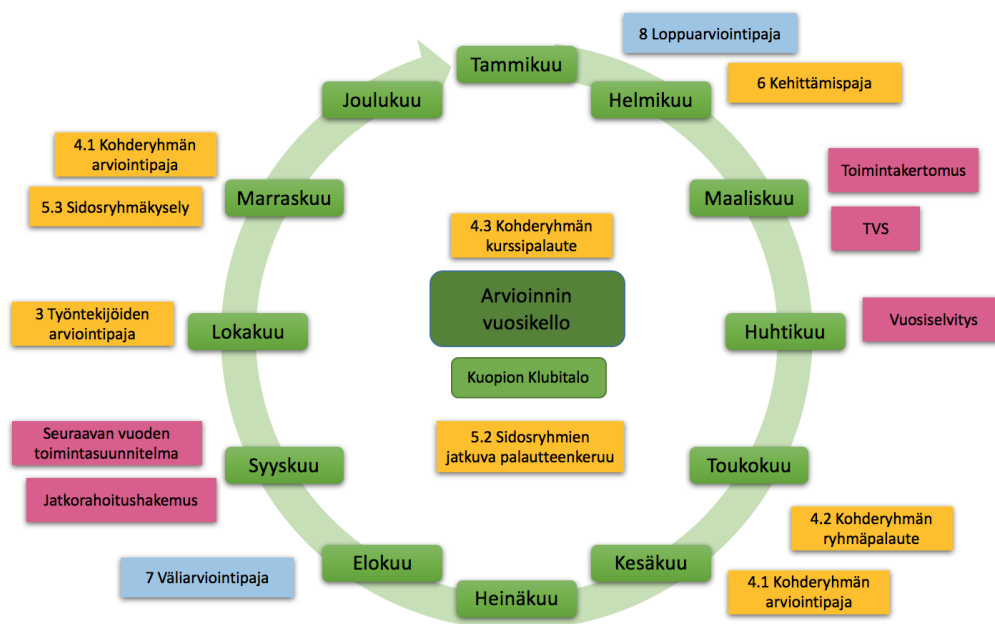 8 Loppuarviointipaja
Tammikuu
6 Kehittämispaja
Joulukuu
Helmikuu
4.1 Kohderyhmän
arviointipaja
Toimintakertomus
5.3 Sidosryhmäkysely
Marraskuu
Maaliskuu
TVS
4.3 Kohderyhmän
kurssipalaute
Arvioinnin
vuosikello
3 Työntekijöiden
arviointipaja
Lokakuu
Huhtikuu
Vuosiselvitys
Kuopion Klubitalo
Seuraavan vuoden
toimintasuunnitelma
5.2 Sidosryhmien
jatkuva palautteenkeruu
Syyskuu
Toukokuu
Jatkorahoitushakemus
4.2 Kohderyhmän
ryhmäpalaute
Elokuu
Kesäkuu
7 Väliarviointipaja
Heinäkuu
4.1 Kohderyhmän
arviointipaja